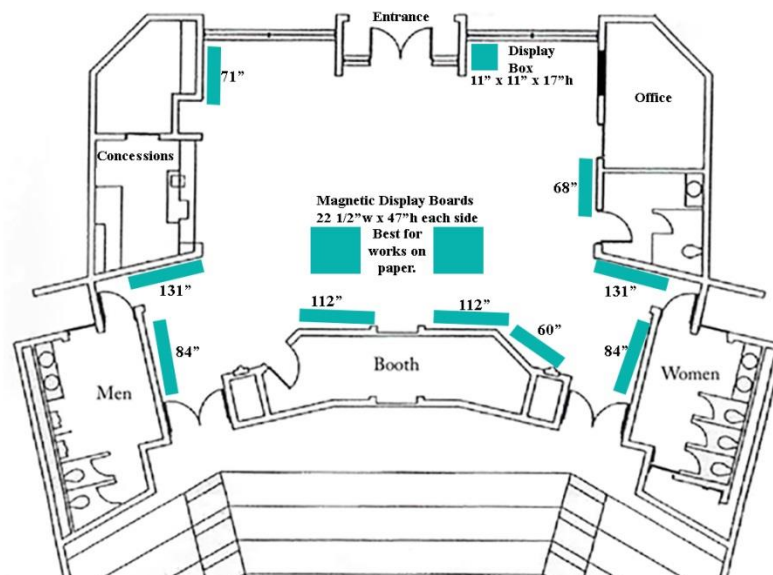 Entrance
Display
Box
11” x 11” x 17”h
71”
Office
Concessions
68”
Magnetic Display Boards
22 1/2”w x 47”h each side
Best for
works on
paper.
131”
131”
112”
112”
60”
84”
84”
Booth
Men
Women